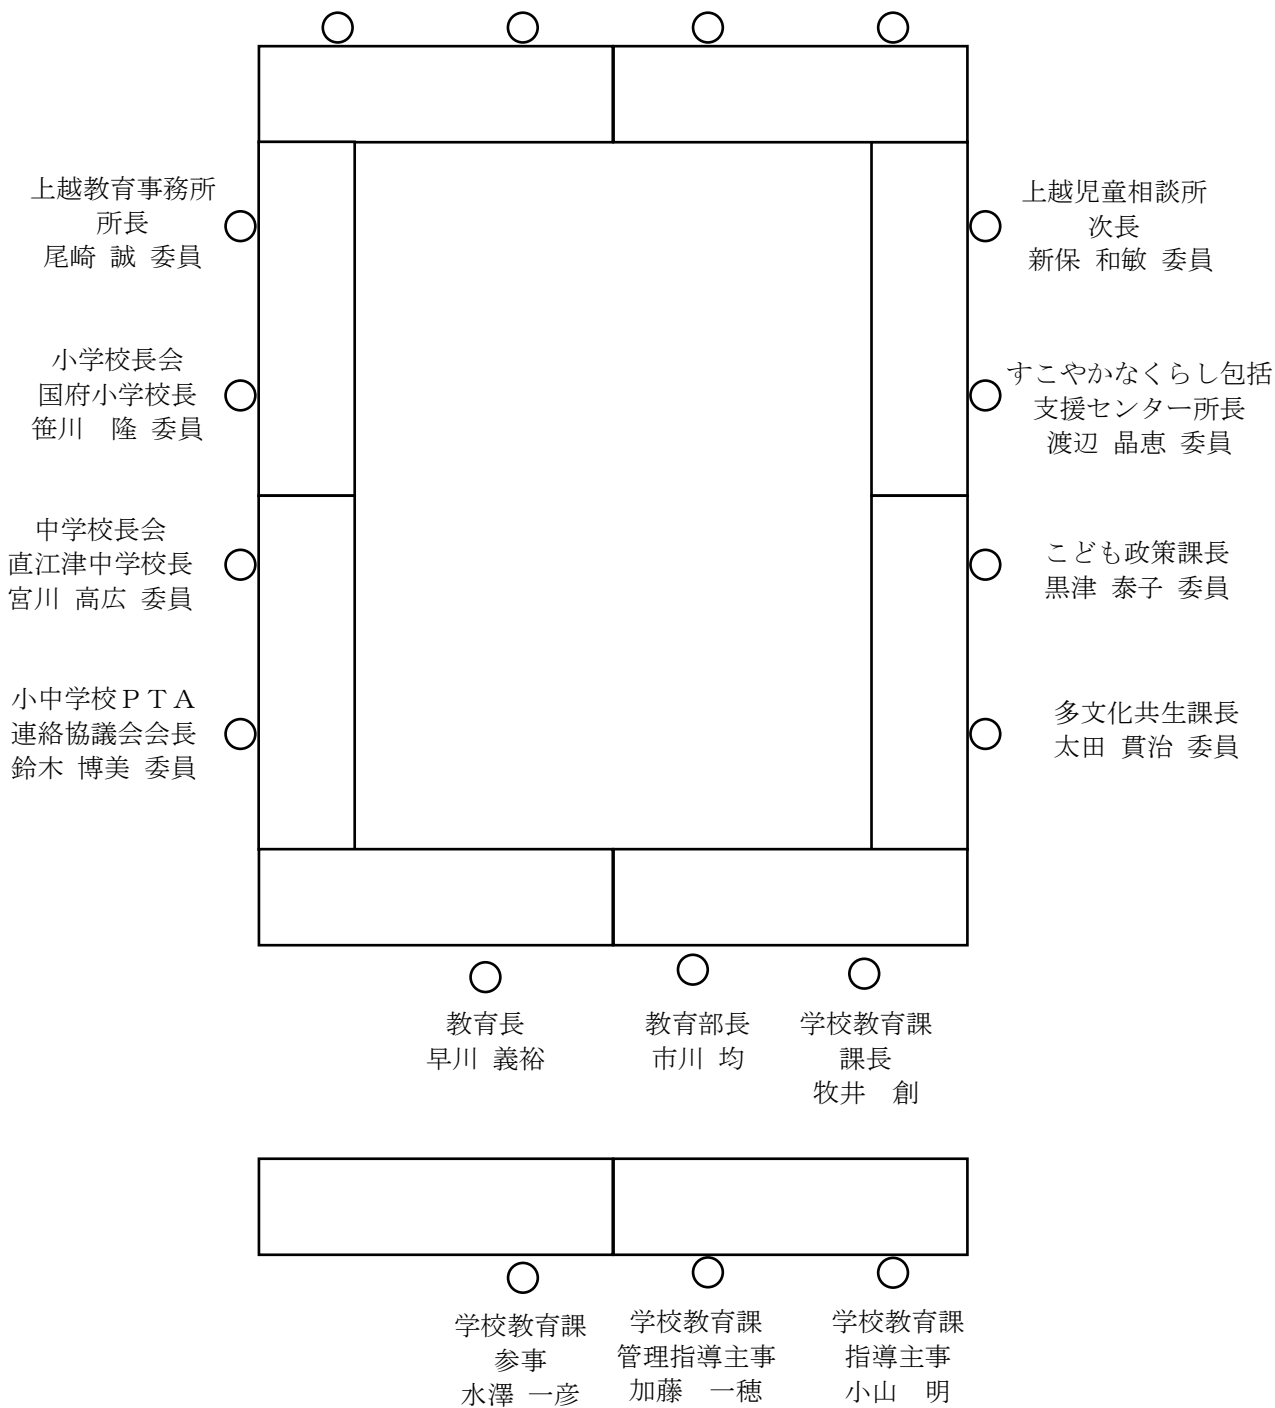 上越教育事務所
所長
尾崎 誠 委員
小学校長会
国府小学校長
笹川　隆 委員
中学校長会
直江津中学校長
宮川 高広 委員
小中学校ＰＴＡ
連絡協議会会長
鈴木 博美 委員
上越児童相談所
次長
新保 和敏 委員
すこやかなくらし包括
支援センター所長
渡辺 晶恵 委員
こども政策課長
黒津 泰子 委員
多文化共生課長
太田 貫治 委員
教育長
早川 義裕
教育部長
市川 均
学校教育課
課長
牧井　創
学校教育課
参事
水澤 一彦
学校教育課
管理指導主事
加藤　一穂
学校教育課
指導主事
小山　明